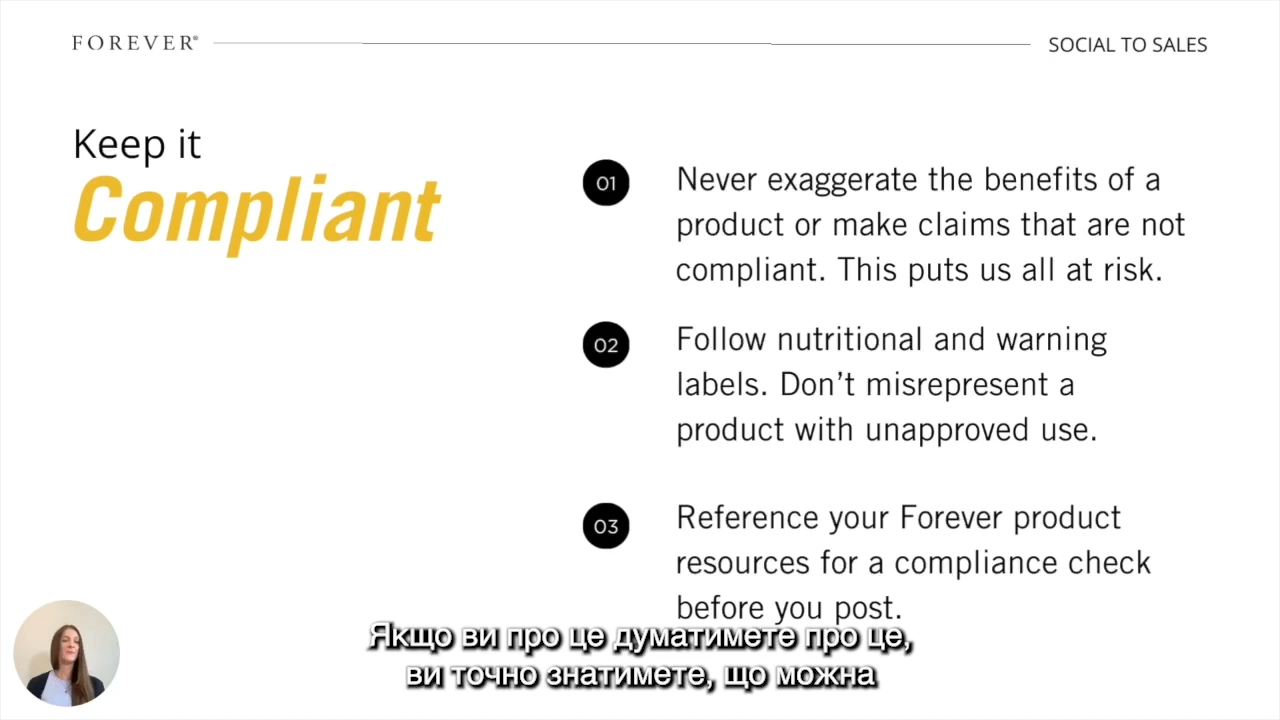 FOREVER®
SOCIAL TO SALES
Keep it
Compliant
01
Never exaggerate the benefits of a
product or make claims that are not
compliant. This puts us all at risk.
02
Follow nutritional and warning
labels. Don’t misrepresent a
product with unapproved use.
03
Reference your Forever product
resources for a compliance check
before you post.
Якщо ви про це думатимете про це,
ви точно знатимете, що можна